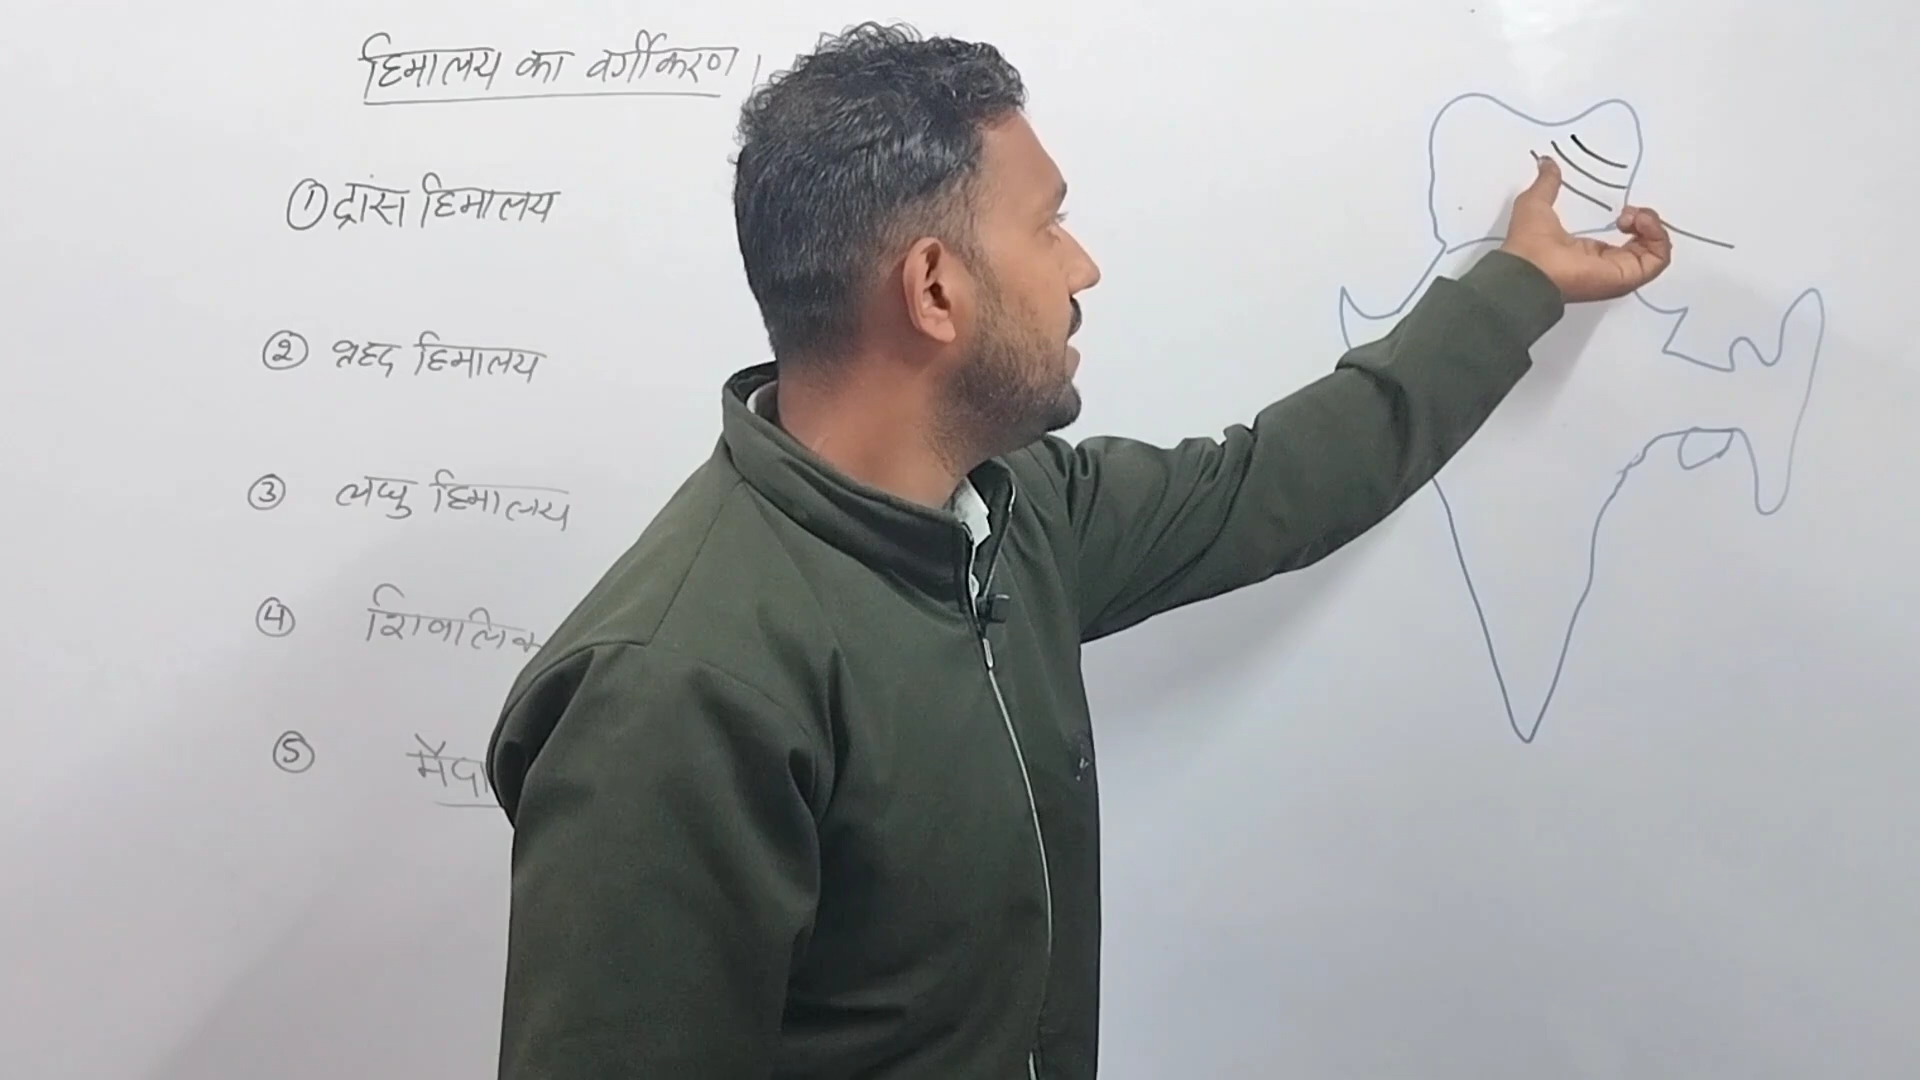 हिमालय का वर्गीकरण।
① ट्रांस हिमालय
② बृहद हिमालय
③ लघु हिमालय
④ शिवालिक
⑤ मैदा